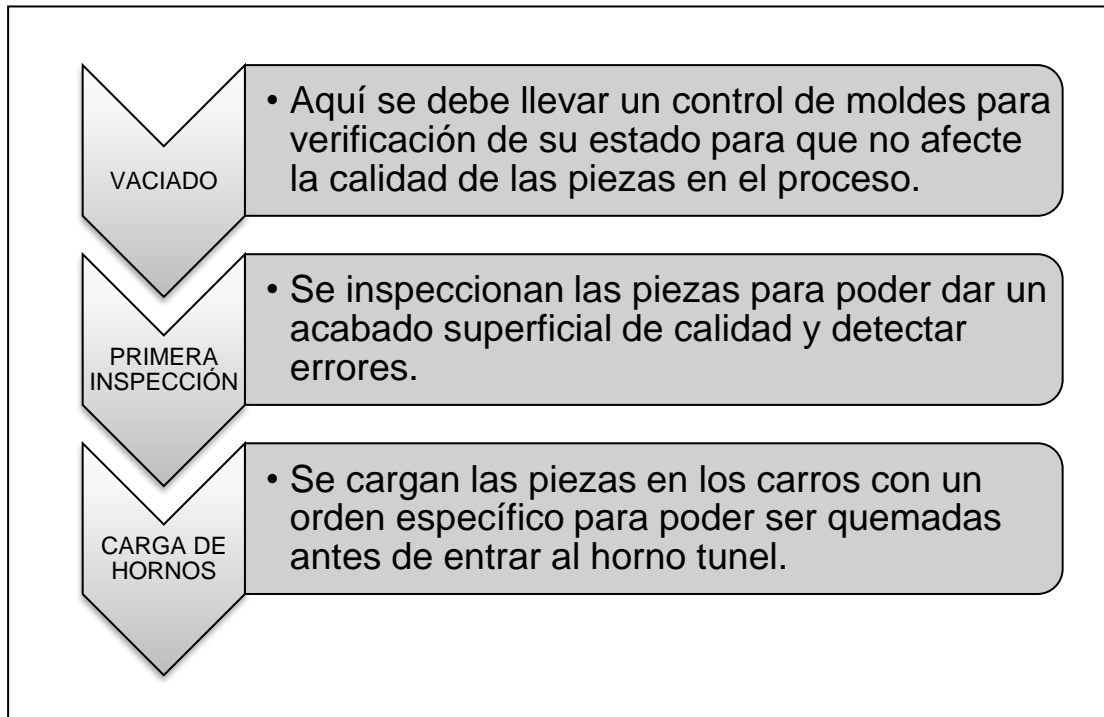 VACIADO
• Aquí se debe llevar un control de moldes para
verificación de su estado para que no afecte
la calidad de las piezas en el proceso.
PRIMERA
INSPECCIÓN
• Se inspeccionan las piezas para poder dar un
acabado superficial de calidad y detectar
errores.
CARGA DE
HORNOS
• Se cargan las piezas en los carros con un
orden específico para poder ser quemadas
antes de entrar al horno tunel.